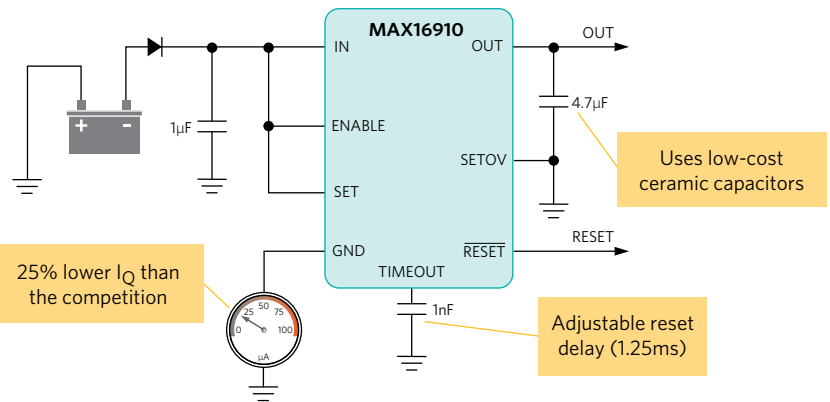 MAX16910
IN
OUT
OUT
+ -
1µF
4.7µF
ENABLE
Uses low-cost
ceramic capacitors
SETOV
SET
GND
RESET
RESET
25% lower IQ than
the competition
TIMEOUT
1nF
0 25 50 75 100
µA
Adjustable reset
delay (1.25ms)